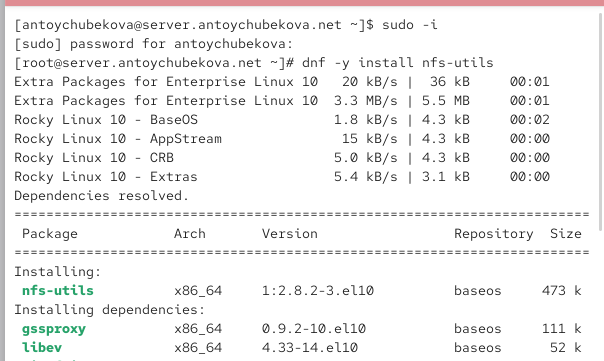 [antoychubekova@server.antoychubekova.net ~]$ sudo -i
[sudo] password for antoychubekova:
[root@server.antoychubekova.net ~]# dnf -y install nfs-utils
Extra Packages for Enterprise Linux 10   20 kB/s |  36 kB     00:01
Extra Packages for Enterprise Linux 10  3.3 MB/s | 5.5 MB     00:01
Rocky Linux 10 - BaseOS                 1.8 kB/s | 4.3 kB     00:02
Rocky Linux 10 - AppStream               15 kB/s | 4.3 kB     00:00
Rocky Linux 10 - CRB                    5.0 kB/s | 4.3 kB     00:00
Rocky Linux 10 - Extras                 5.4 kB/s | 3.1 kB     00:00
Dependencies resolved.
========================================================================
 Package            Arch       Version                 Repository  Size
========================================================================
Installing:
 nfs-utils          x86_64     1:2.8.2-3.el10          baseos     473 k
Installing dependencies:
 gssproxy           x86_64     0.9.2-10.el10           baseos     111 k
 libev              x86_64     4.33-14.el10            baseos      52 k